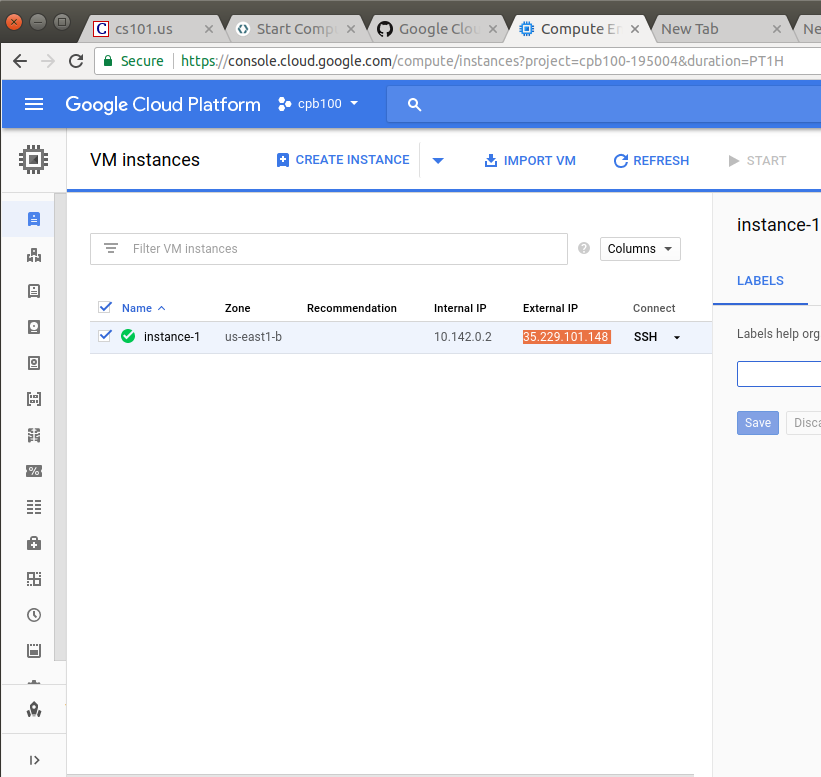 cs101.us
Start Comp
Google Clou
Compute En
New Tab
Ne
Secure https://console.cloud.google.com/compute/instances?project=cpb100-195004&duration=PT1H
Google Cloud Platform cpb100
VM instances CREATE INSTANCE IMPORT VM REFRESH START
instance-1
Filter VM instances Columns
LABELS
Name Zone Recommendation Internal IP External IP Connect
Labels help org
instance-1 us-east1-b 10.142.0.2 35.229.101.148 SSH
Save Disca